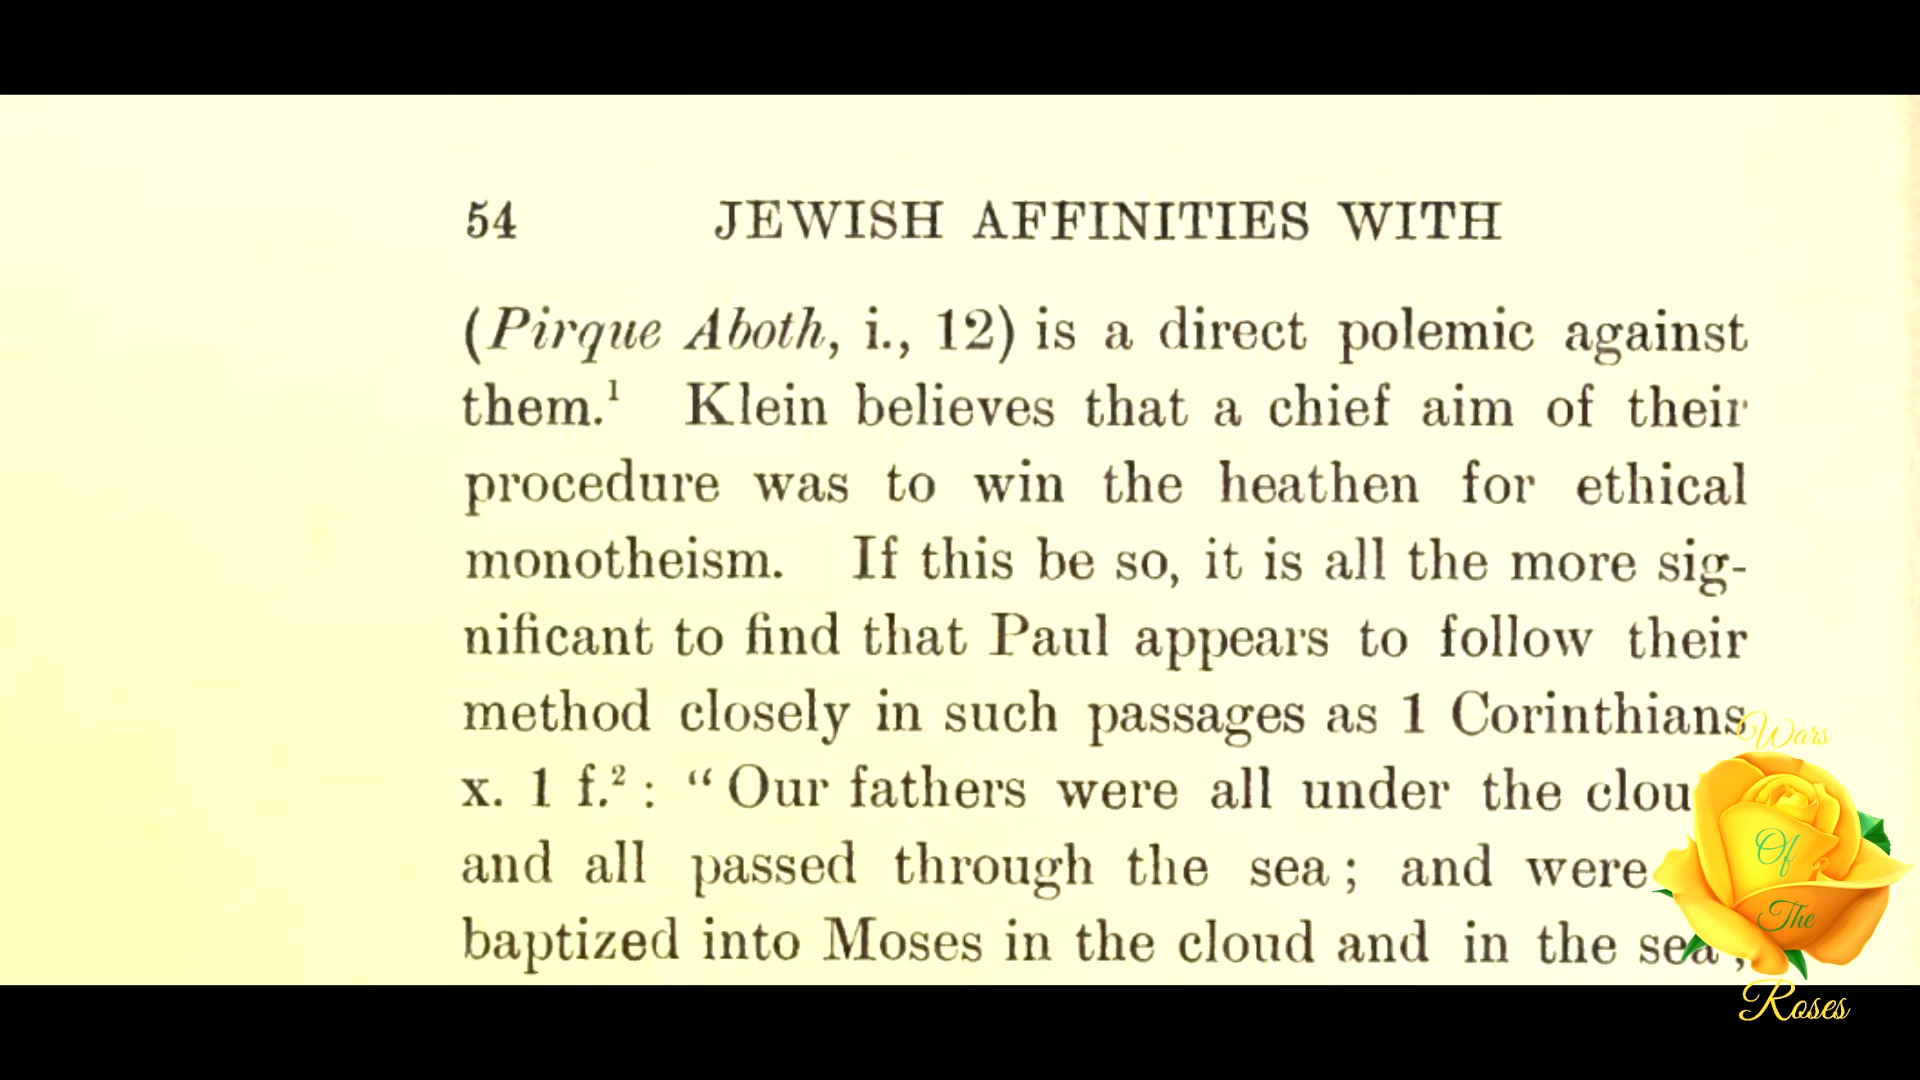 54 JEWISH AFFINITIES WITH
(Pirque Aboth, i., 12) is a direct polemic against
them.¹ Klein believes that a chief aim of their
procedure was to win the heathen for ethical
monotheism. If this be so, it is all the more sig-
nificant to find that Paul appears to follow their
method closely in such passages as 1 Corinthians
x. 1 f.² : “Our fathers were all under the
and all passed through the sea ; and were
baptized into Moses in the cloud and in the sea ;
Wars
Of
The
Roses